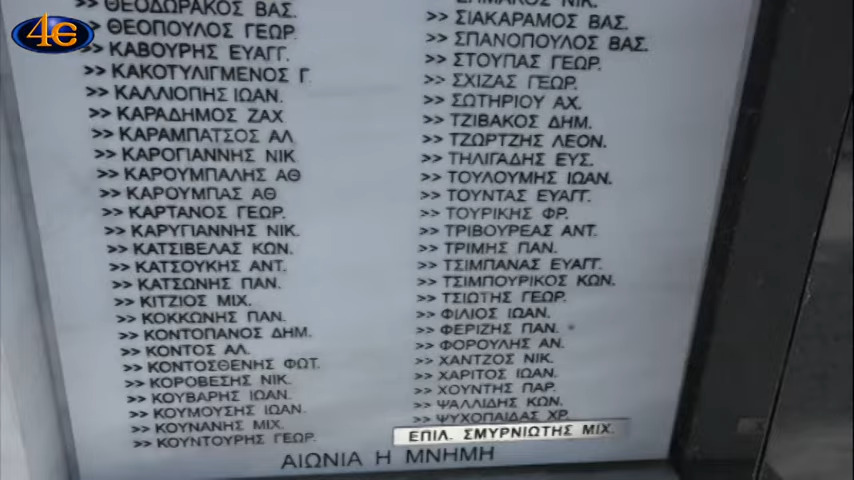 4E
>> ΘΕΟΔΩΡΑΚΟΣ ΒΑΣ.
>> ΘΕΟΠΟΥΛΟΣ ΓΕΩΡ.
>> ΚΑΒΟΥΡΗΣ ΕΥΑΓΓ.
>> ΚΑΚΟΤΥΛΙΓΜΕΝΟΣ Γ.
>> ΚΑΛΛΙΟΠΗΣ ΙΩΑΝ.
>> ΚΑΡΑΔΗΜΟΣ ΖΑΧ
>> ΚΑΡΑΜΠΑΤΣΟΣ ΑΛ
>> ΚΑΡΟΓΙΑΝΝΗΣ ΝΙΚ
>> ΚΑΡΟΥΜΠΑΛΗΣ ΑΘ
>> ΚΑΡΟΥΜΠΑΣ ΑΘ
>> ΚΑΡΤΑΝΟΣ ΓΕΩΡ.
>> ΚΑΡΥΓΙΑΝΝΗΣ ΝΙΚ.
>> ΚΑΤΣΙΒΕΛΑΣ ΚΩΝ.
>> ΚΑΤΣΟΥΚΗΣ ΑΝΤ.
>> ΚΑΤΣΩΝΗΣ ΠΑΝ.
>> ΚΙΤΖΙΟΣ ΜΙΧ.
>> ΚΟΚΚΩΝΗΣ ΠΑΝ.
>> ΚΟΝΤΟΠΑΝΟΣ ΔΗΜ.
>> ΚΟΝΤΟΣ ΑΛ.
>> ΚΟΝΤΟΣΘΕΝΗΣ ΦΩΤ.
>> ΚΟΡΟΒΕΣΗΣ ΝΙΚ.
>> ΚΟΥΒΑΡΗΣ ΙΩΑΝ.
>> ΚΟΥΜΟΥΣΗΣ ΙΩΑΝ.
>> ΚΟΥΝΑΝΗΣ ΜΙΧ.
>> ΚΟΥΝΤΟΥΡΗΣ ΓΕΩΡ.
ΝΙΚ.
>> ΣΙΑΚΑΡΑΜΟΣ ΒΑΣ.
>> ΣΠΑΝΟΠΟΥΛΟΣ ΒΑΣ.
>> ΣΤΟΥΠΑΣ ΓΕΩΡ.
>> ΣΧΙΖΑΣ ΓΕΩΡ.
>> ΣΩΤΗΡΙΟΥ ΑΧ.
>> ΤΖΙΒΑΚΟΣ ΔΗΜ.
>> ΤΖΩΡΤΖΗΣ ΛΕΟΝ.
>> ΤΗΛΙΓΑΔΗΣ ΕΥΣ.
>> ΤΟΥΛΟΥΜΗΣ ΙΩΑΝ.
>> ΤΟΥΝΤΑΣ ΕΥΑΓΓ.
>> ΤΟΥΡΙΚΗΣ ΦΡ.
>> ΤΡΙΒΟΥΡΕΑΣ ΑΝΤ.
>> ΤΡΙΜΗΣ ΠΑΝ.
>> ΤΣΙΜΠΑΝΑΣ ΕΥΑΓΓ.
>> ΤΣΙΜΠΟΥΡΙΚΟΣ ΚΩΝ.
>> ΤΣΙΩΤΗΣ ΓΕΩΡ.
>> ΦΙΛΙΟΣ ΙΩΑΝ.
>> ΦΕΡΙΖΗΣ ΠΑΝ.
>> ΦΟΡΟΥΛΗΣ ΑΝ.
>> ΧΑΝΤΖΟΣ ΝΙΚ.
>> ΧΑΡΙΤΟΣ ΙΩΑΝ.
>> ΧΟΥΝΤΗΣ ΠΑΡ.
>> ΨΑΛΛΙΔΗΣ ΚΩΝ.
>> ΨΥΧΟΠΑΙΔΑΣ ΧΡ.
ΕΠΙΛ. ΣΜΥΡΝΙΩΤΗΣ ΜΙΧ.
ΑΙΩΝΙΑ Η ΜΝΗΜΗ